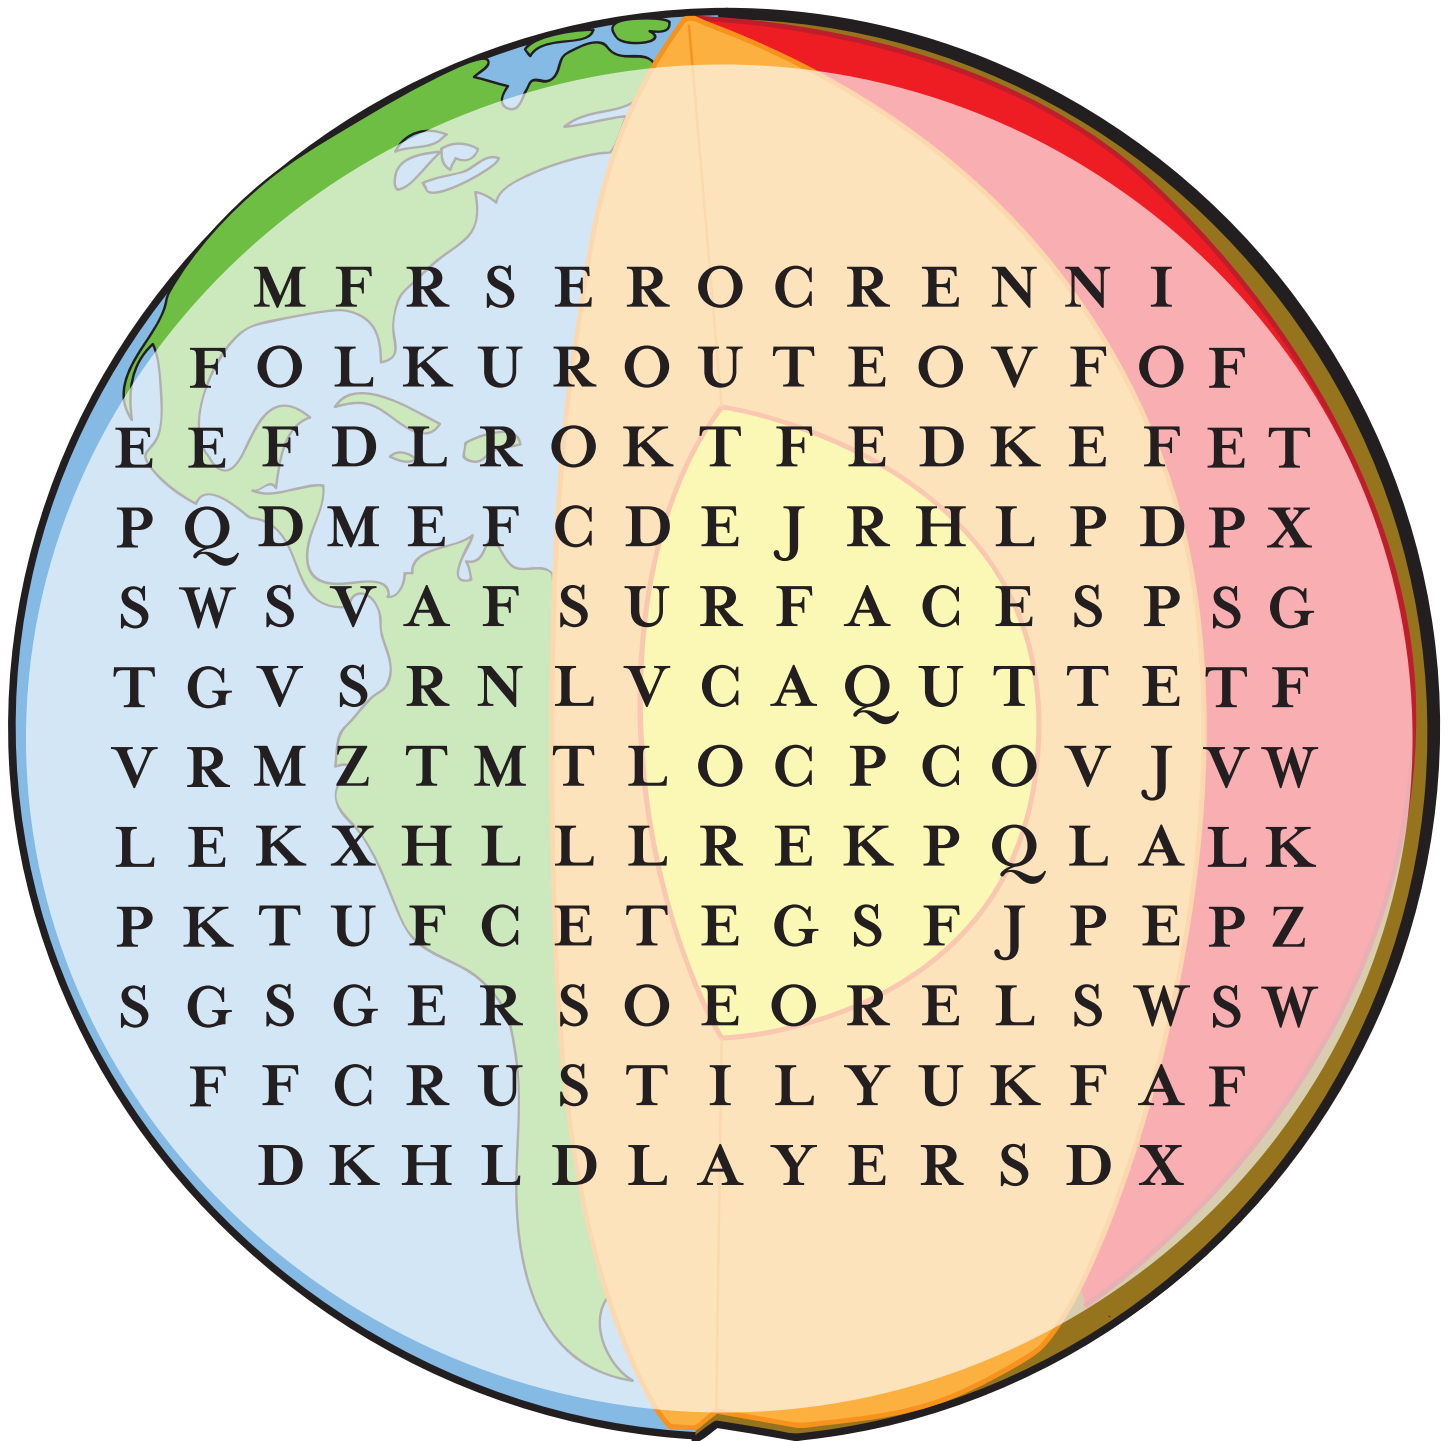 M F R S E R O C R E N N I
F O L K U R O U T E O V F O F
E E F D L R O K T F E D K E F E T
P Q D M E F C D E J R H L P D P X
S W S V A F S U R F A C E S P S G
T G V S R N L V C A Q U T T E T F
V R M Z T M T L O C P C O V J V W
L E K X H L L L R E K P Q L A L K
P K T U F C E T E G S F J P E P Z
S G S G E R S O E O R E L S W S W
F F C R U S T I L Y U K F A F
D K H L D L A Y E R S D X